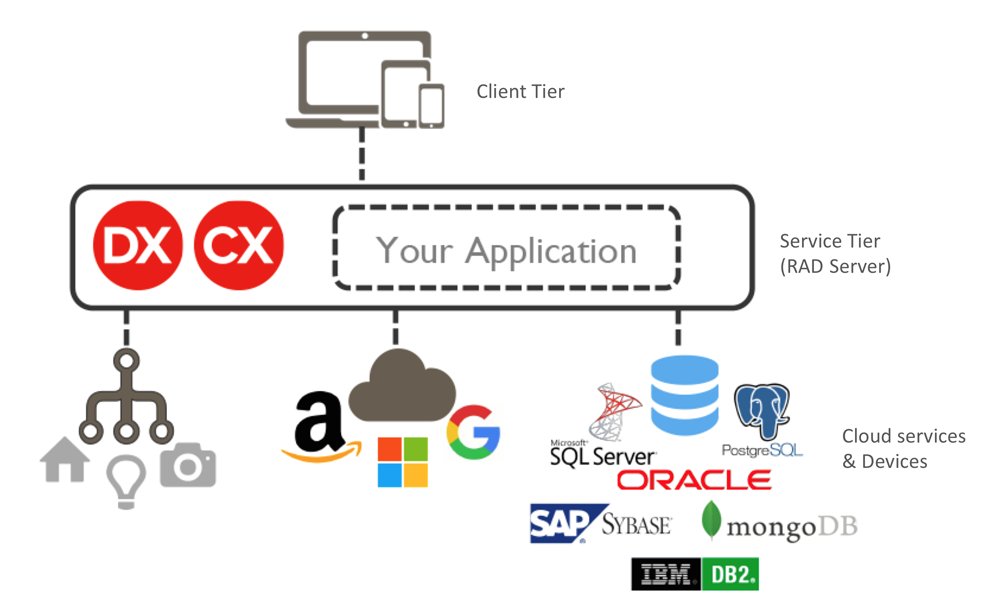 Client Tier
DX
CX
Your Application
Service Tier
(RAD Server)
a
G
Microsoft®
SQL Server®
PostgreSQL
Cloud services
& Devices
ORACLE
SAP® SYBASE
mongoDB
IBM DB2®